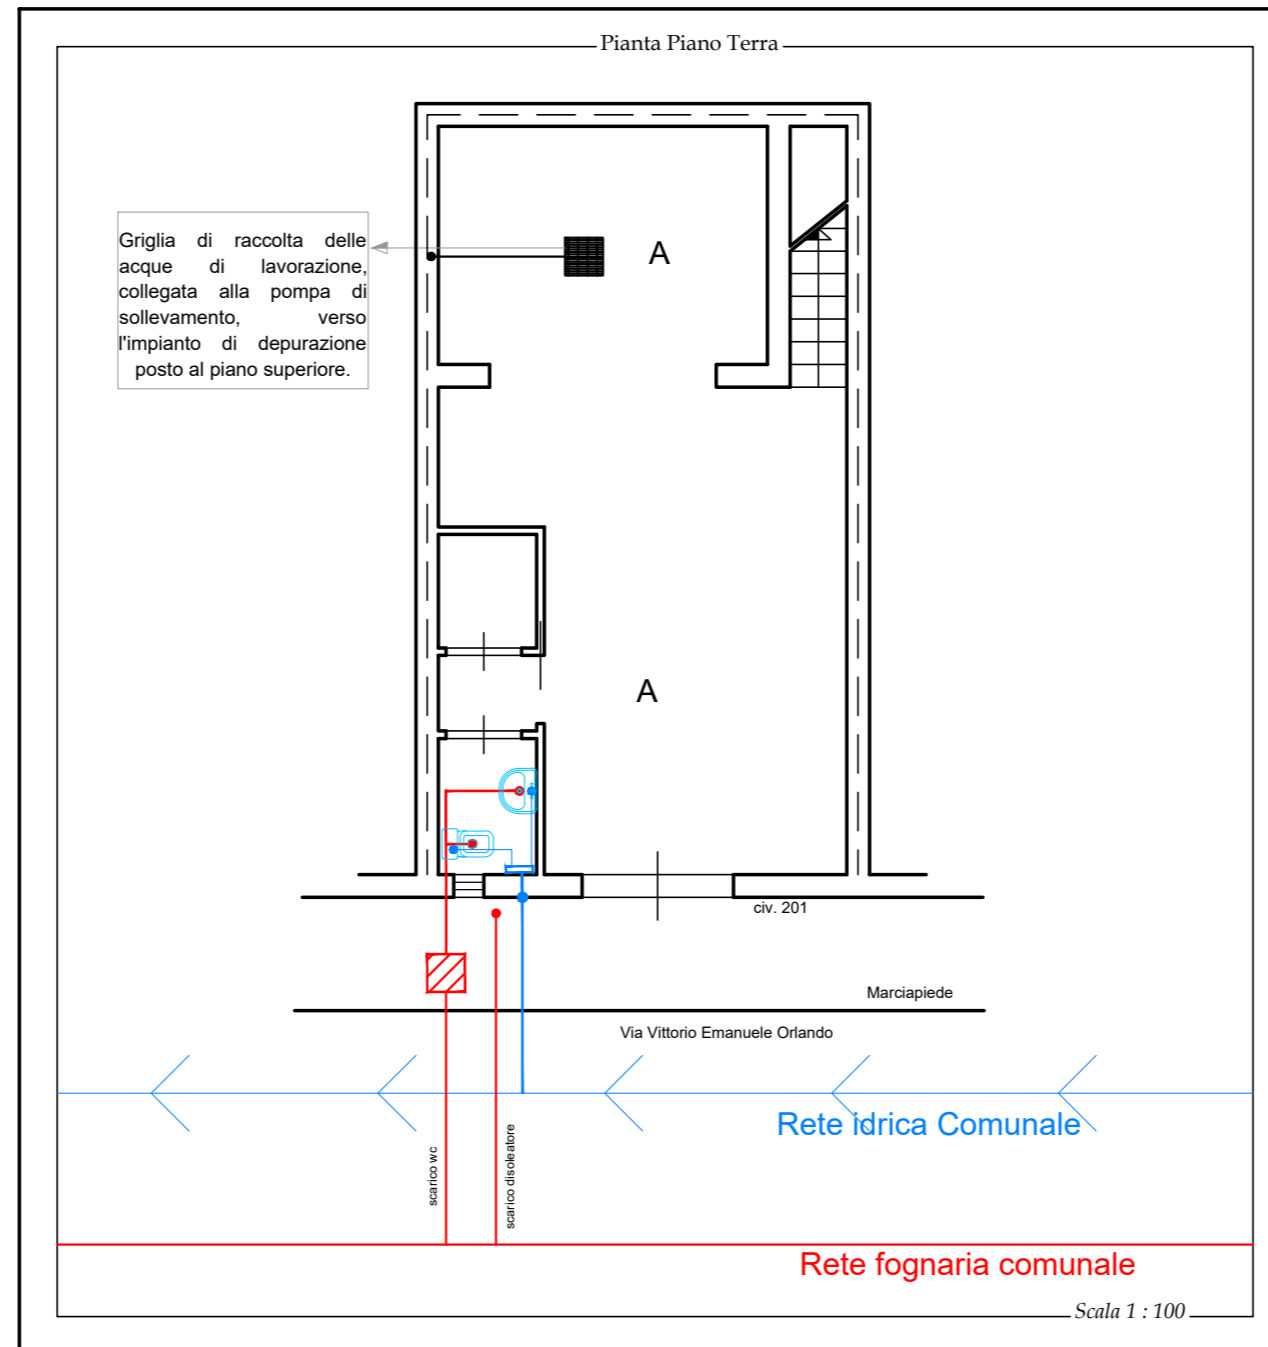 Pianta Piano Terra
Griglia di raccolta delle
acque di lavorazione,
collegata alla pompa di
sollevamento, verso
l'impianto di depurazione
posto al piano superiore.
A
A
civ. 201
Marciapiede
Via Vittorio Emanuele Orlando
Rete idrica Comunale
scarico wc
scarico disoleatore
Rete fognaria comunale
Scala 1 : 100